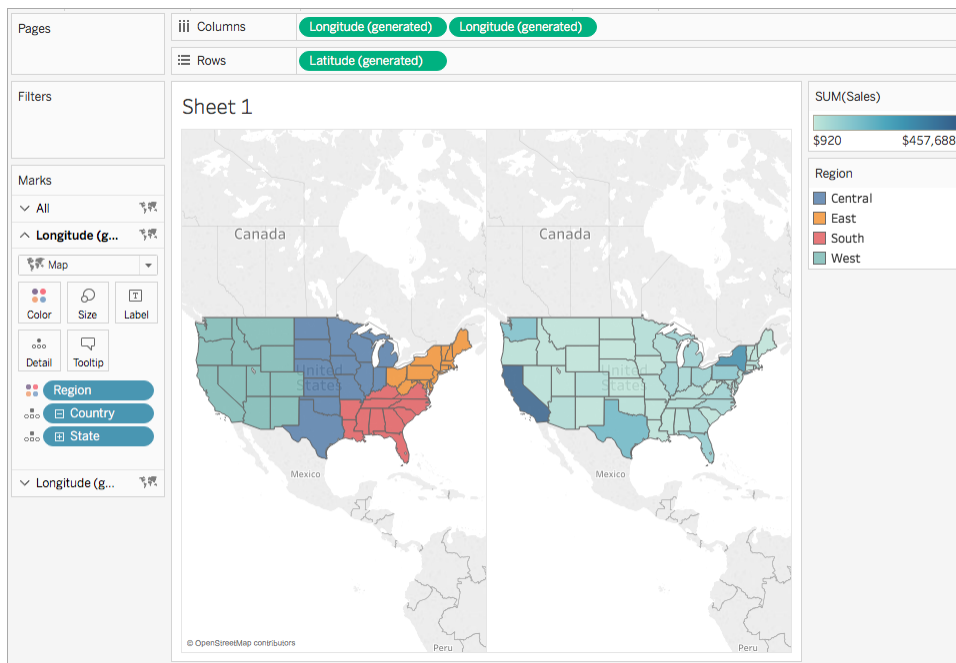 Pages
Columns
Longitude (generated) Longitude (generated)
Rows
Latitude (generated)
Filters
Marks
All
Longitude (g...
Map
Color Size Label
Detail Tooltip
Region
Country
State
Longitude (g...
Sheet 1
Canada Canada
United United
States States
Mexico Mexico
Peru Peru
© OpenStreetMap contributors
SUM(Sales)
$920 $457,688
Region
Central
East
South
West